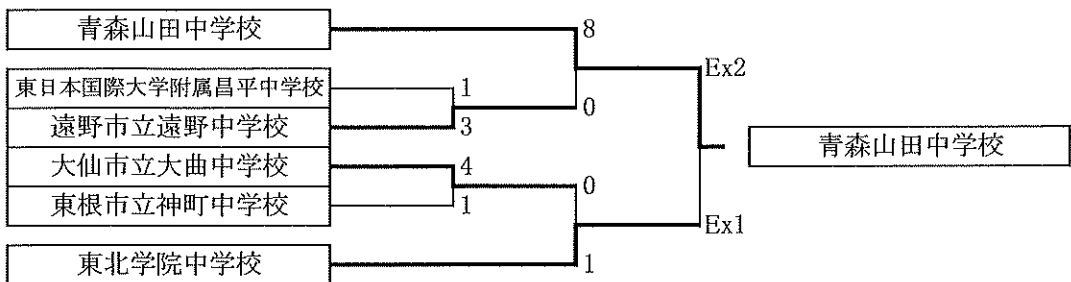 青森山田中学校
8
Ex2
東日本国際大学附属昌平中学校
1
0
遠野市立遠野中学校
3
青森山田中学校
大仙市立大曲中学校
4
0
東根市立神町中学校
1
Ex1
東北学院中学校
1